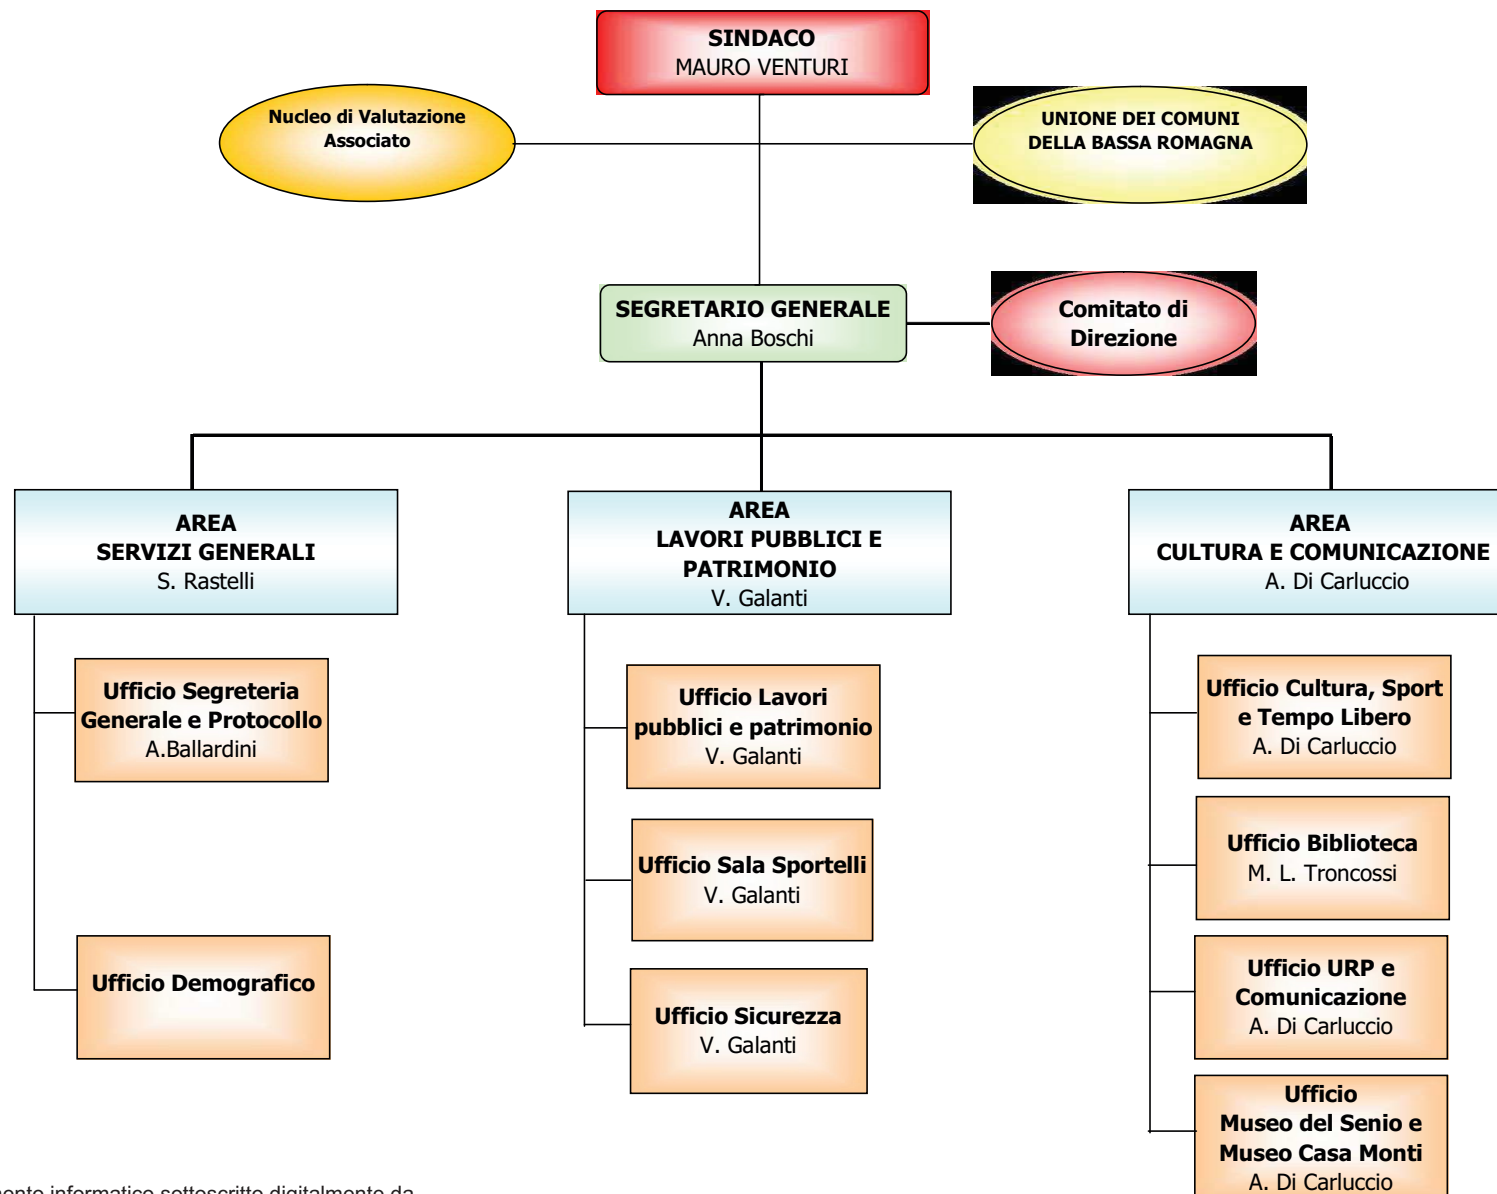 SINDACO
MAURO VENTURI
Nucleo di Valutazione
Associato
UNIONE DEI COMUNI
DELLA BASSA ROMAGNA
SEGRETARIO GENERALE
Anna Boschi
Comitato di
Direzione
AREA
SERVIZI GENERALI
S. Rastelli
Ufficio Segreteria
Generale e Protocollo
A.Ballardini
Ufficio Demografico
AREA
LAVORI PUBBLICI E
PATRIMONIO
V. Galanti
Ufficio Lavori
pubblici e patrimonio
V. Galanti
Ufficio Sala Sportelli
V. Galanti
Ufficio Sicurezza
V. Galanti
AREA
CULTURA E COMUNICAZIONE
A. Di Carluccio
Ufficio Cultura, Sport
e Tempo Libero
A. Di Carluccio
Ufficio Biblioteca
M. L. Troncossi
Ufficio URP e
Comunicazione
A. Di Carluccio
Ufficio
Museo del Senio e
Museo Casa Monti
A. Di Carluccio
informatico sottoscritto digitalmente da